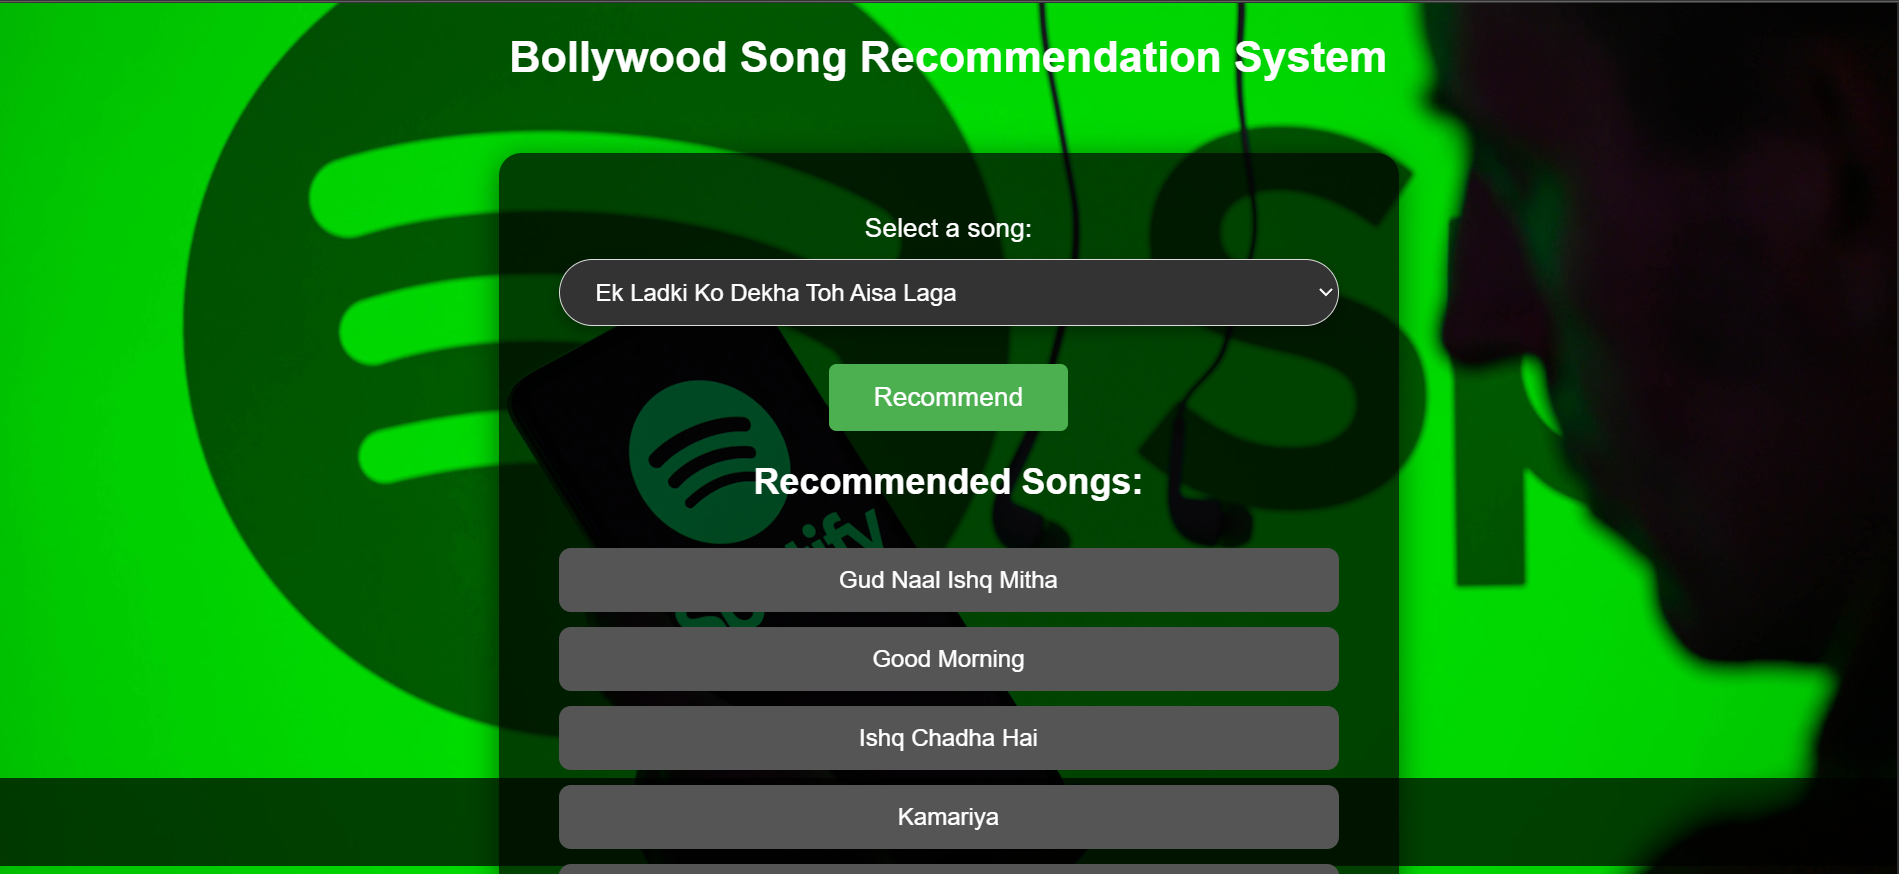 Bollywood Song Recommendation System
Select a song:
Ek Ladki Ko Dekha Toh Aisa Laga
Recommend
Recommended Songs:
Gud Naal Ishq Mitha
Good Morning
Ishq Chadha Hai
Kamariya